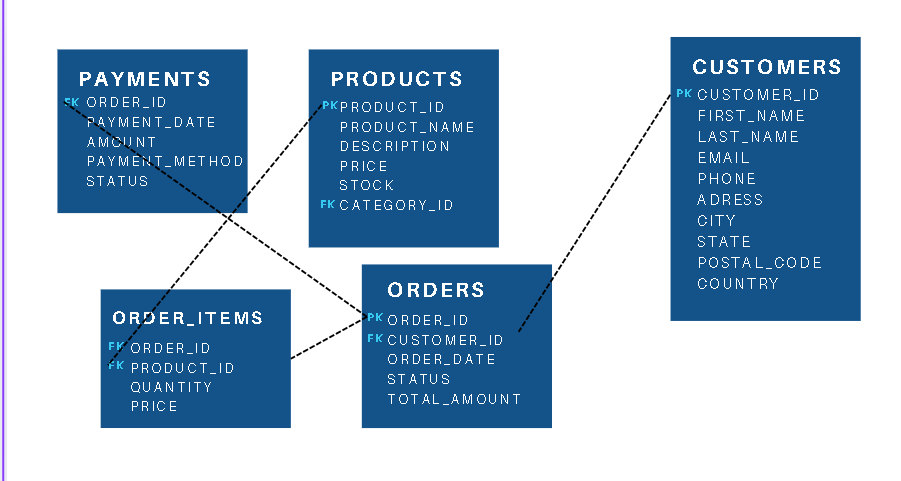 PAYMENTS
FK ORDER_ID
PAYMENT_DATE
AMOUNT
PAYMENT_METHOD
STATUS
PRODUCTS
PK PRODUCT_ID
PRODUCT_NAME
DESCRIPTION
PRICE
STOCK
FK CATEGORY_ID
CUSTOMERS
PK CUSTOMER_ID
FIRST_NAME
LAST_NAME
EMAIL
PHONE
ADRESS
CITY
STATE
POSTAL_CODE
COUNTRY
ORDER_ITEMS
FK ORDER_ID
FK PRODUCT_ID
QUANTITY
PRICE
ORDERS
PK ORDER_ID
FK CUSTOMER_ID
ORDER_DATE
STATUS
TOTAL_AMOUNT